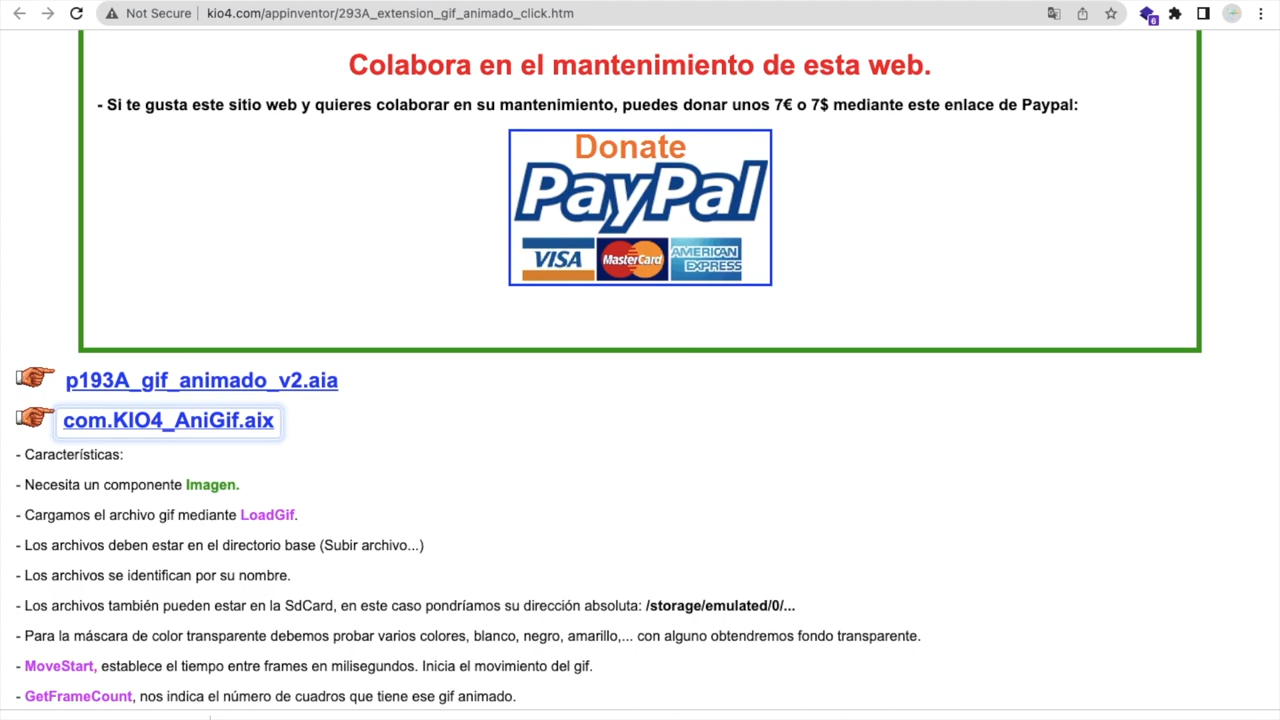 Not Secure
kio4.com/appinventor/293A_extension_gif_animado_click.htm
6
Colabora en el mantenimiento de esta web.
- Si te gusta este sitio web y quieres colaborar en su mantenimiento, puedes donar unos 7€ o 7$ mediante este enlace de Paypal:
Donate
PayPal
VISA MasterCard AMERICAN EXPRESS
p193A_gif_animado_v2.aia
com.KIO4_AniGif.aix
- Características:
- Necesita un componente Imagen.
- Cargamos el archivo gif mediante LoadGif.
- Los archivos deben estar en el directorio base (Subir archivo...)
- Los archivos se identifican por su nombre.
- Los archivos también pueden estar en la SdCard, en este caso pondríamos su dirección absoluta: /storage/emulated/0/...
- Para la máscara de color transparente debemos probar varios colores, blanco, negro, amarillo,... con alguno obtendremos fondo transparente.
- MoveStart, establece el tiempo entre frames en milisegundos. Inicia el movimiento del gif.
- GetFrameCount, nos indica el número de cuadros que tiene ese gif animado.